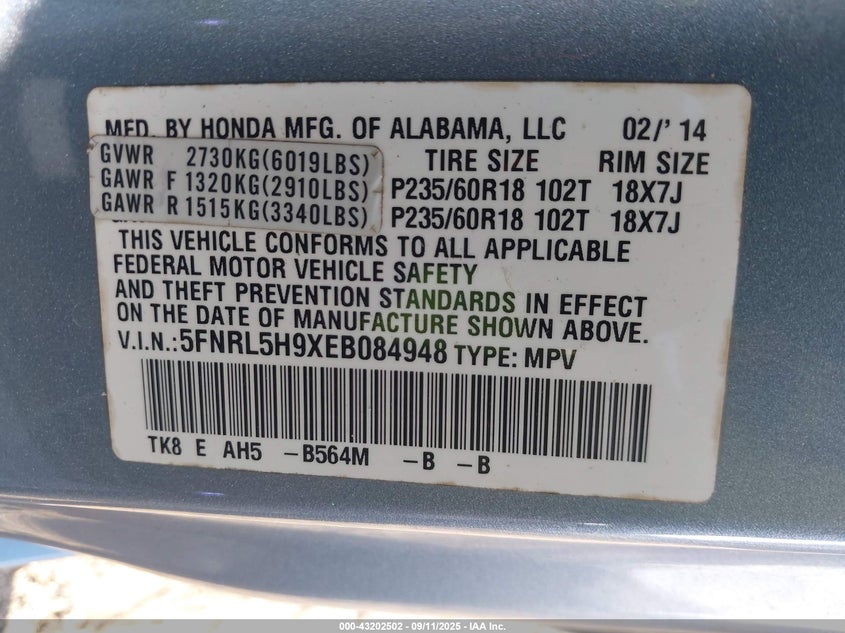 MFD. BY HONDA MFG. OF ALABAMA, LLC 02/'14
GVWR 2730KG(6019LBS) TIRE SIZE RIM SIZE
GAWR F 1320KG(2910LBS) P235/60R18 102T 18X7J
GAWR R 1515KG(3340LBS) P235/60R18 102T 18X7J
THIS VEHICLE CONFORMS TO ALL APPLICABLE
FEDERAL MOTOR VEHICLE SAFETY
AND THEFT PREVENTION STANDARDS IN EFFECT
ON THE DATE OF MANUFACTURE SHOWN ABOVE.
V.I.N.:5FNRL5H9XEB084948 TYPE: MPV
TK8 E AH5 -B564M -B -B
000-43202502 - 09/11/2025 - IAA Inc.